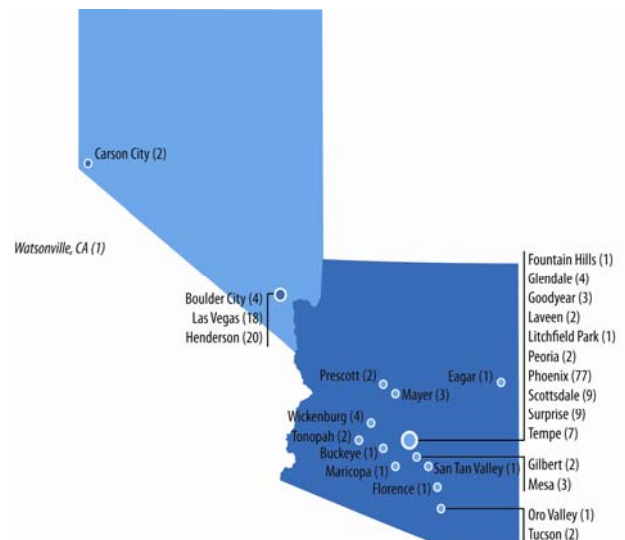 Carson City (2)
Watsonville, CA (1)
Boulder City (4)
Las Vegas (18)
Henderson (20)
Prescott (2)
Mayer (3)
Eagar (1)
Wickenburg (4)
Tonopah (2)
Buckeye (1)
Maricopa (1)
San Tan Valley (1)
Florence (1)
Fountain Hills (1)
Glendale (4)
Goodyear (3)
Laveen (2)
Litchfield Park (1)
Peoria (2)
Phoenix (77)
Scottsdale (9)
Surprise (9)
Tempe (7)
Gilbert (2)
Mesa (3)
Oro Valley (1)
Tucson (2)